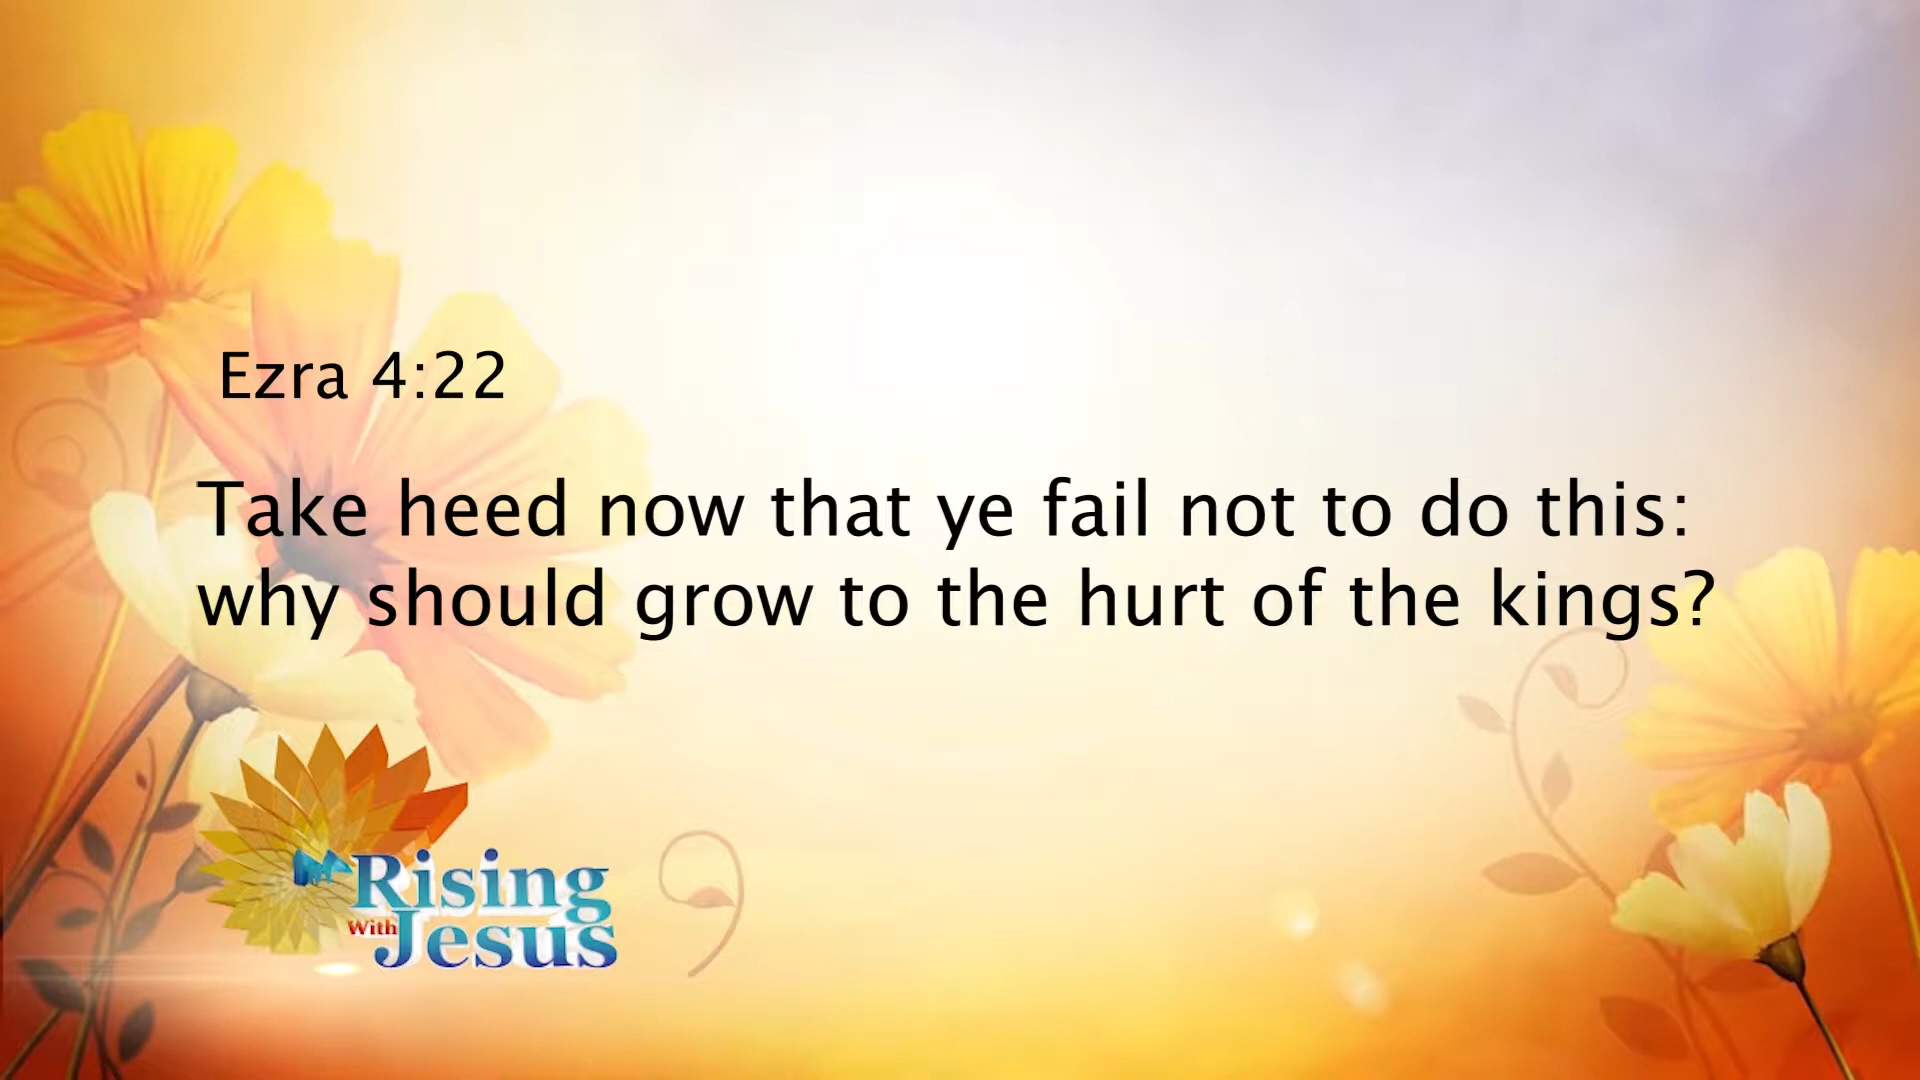 Ezra 4:22
Take heed now that ye fail not to do this:
why should grow to the hurt of the kings?
Rising
With
Jesus